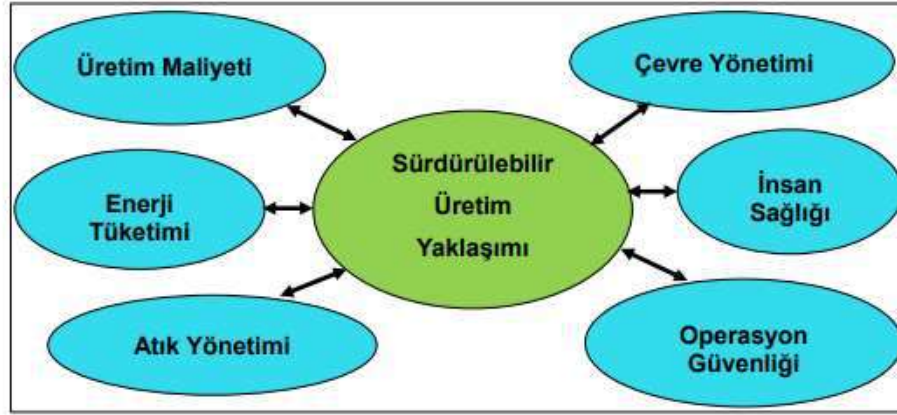 Üretim Maliyeti
Çevre Yönetimi
Sürdürülebilir
Üretim
Yaklaşımı
Enerji
Tüketimi
İnsan
Sağlığı
Atık Yönetimi
Operasyon
Güvenliği